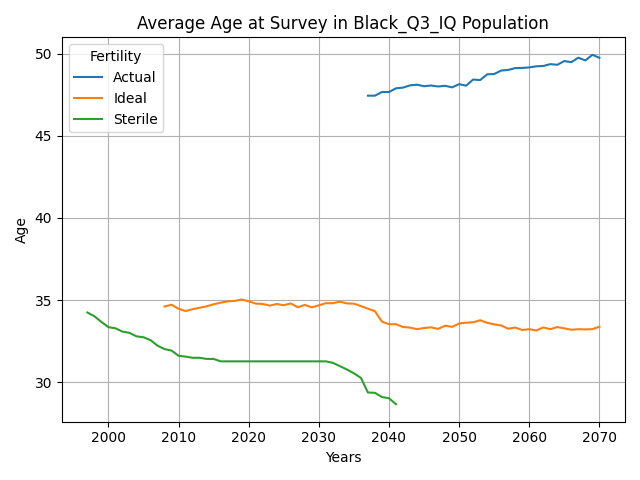 Average Age at Survey in Black_Q3_IQ Population
Fertility
Actual
Ideal
Sterile
Age
50
45
40
35
30
2000 2010 2020 2030 2040 2050 2060 2070
Years